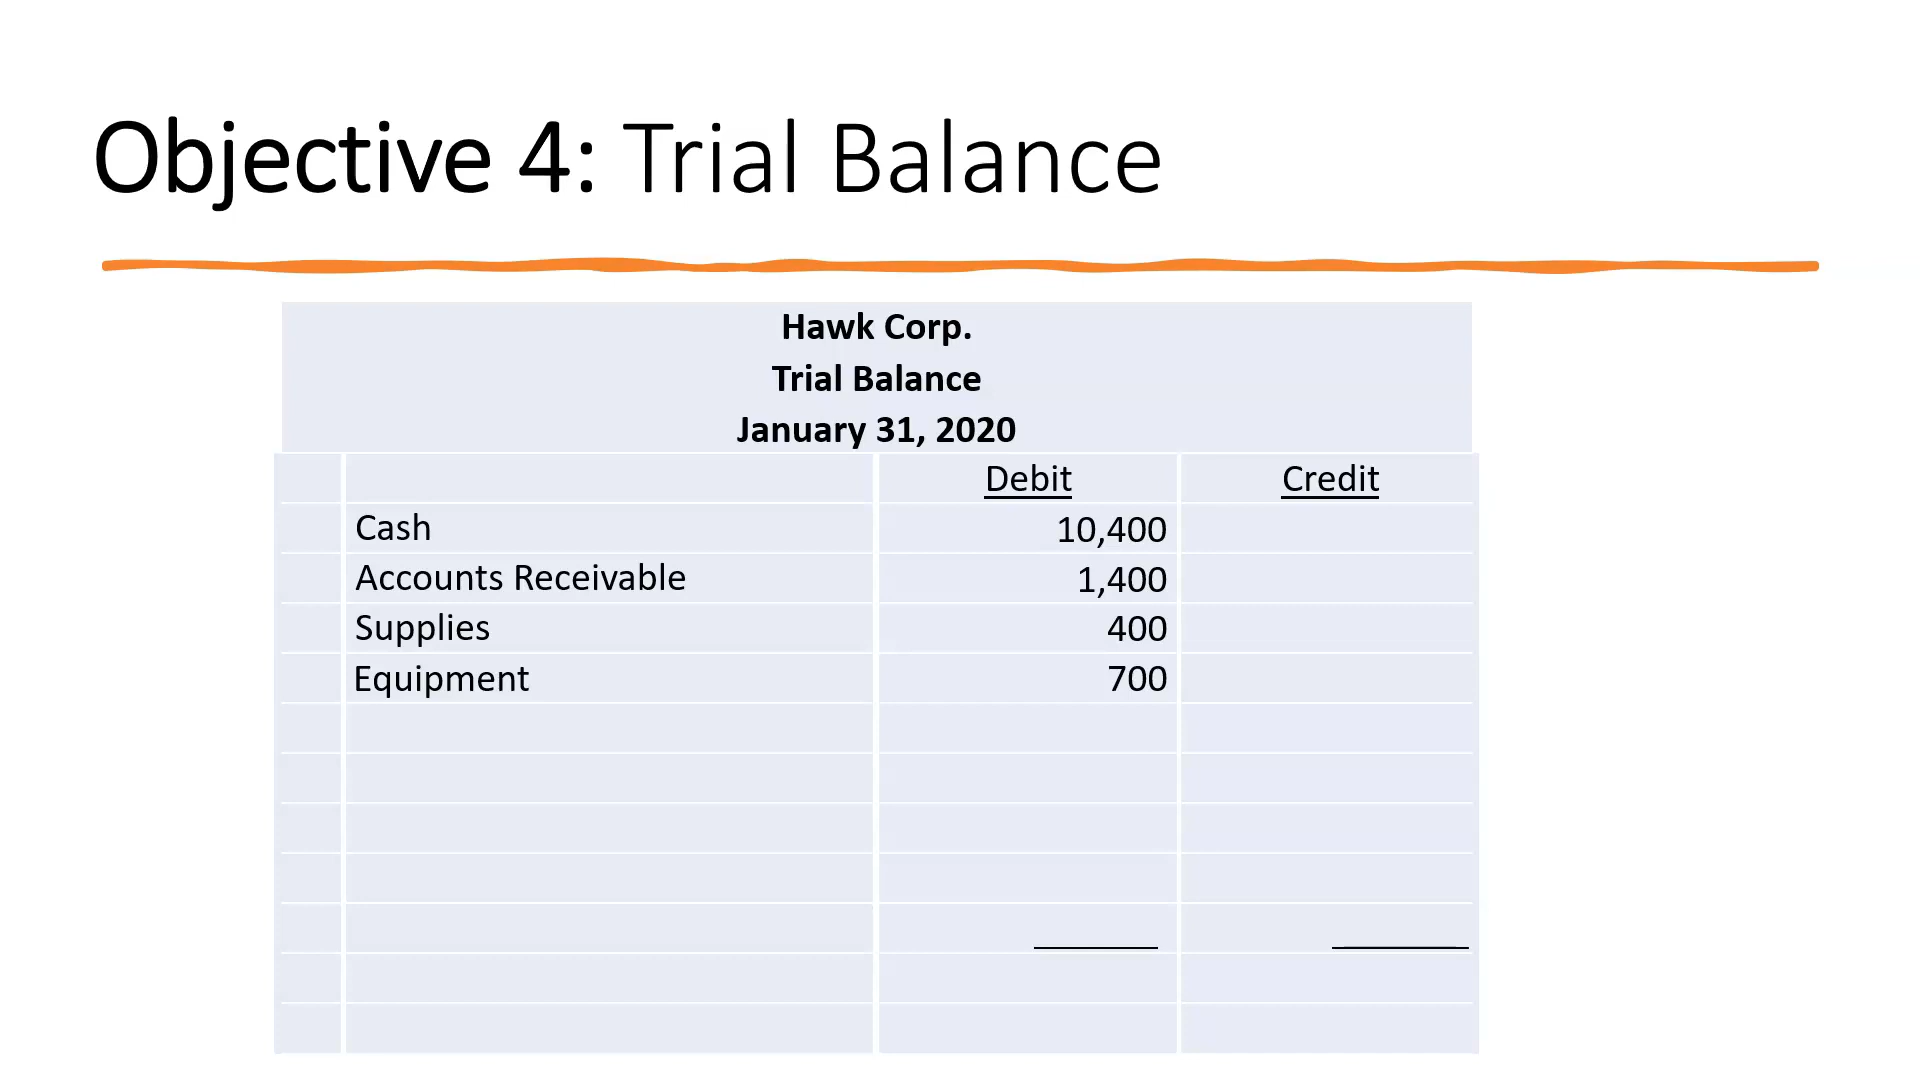 Objective 4: Trial Balance
Hawk Corp.
Trial Balance
January 31, 2020
Debit Credit
Cash 10,400
Accounts Receivable 1,400
Supplies 400
Equipment 700